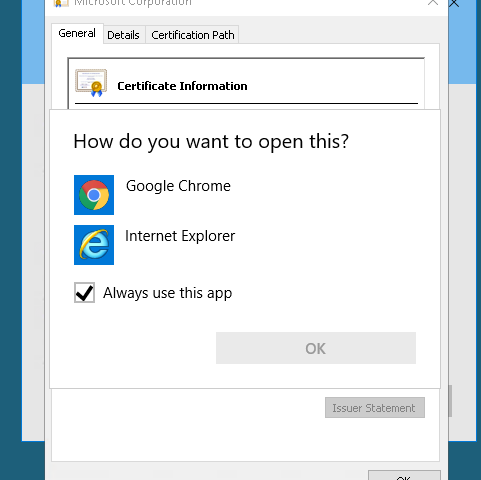 Microsoft Corporation
General
Details
Certification Path
Certificate Information
How do you want to open this?
Google Chrome
Internet Explorer
Always use this app
OK
Issuer Statement
OK